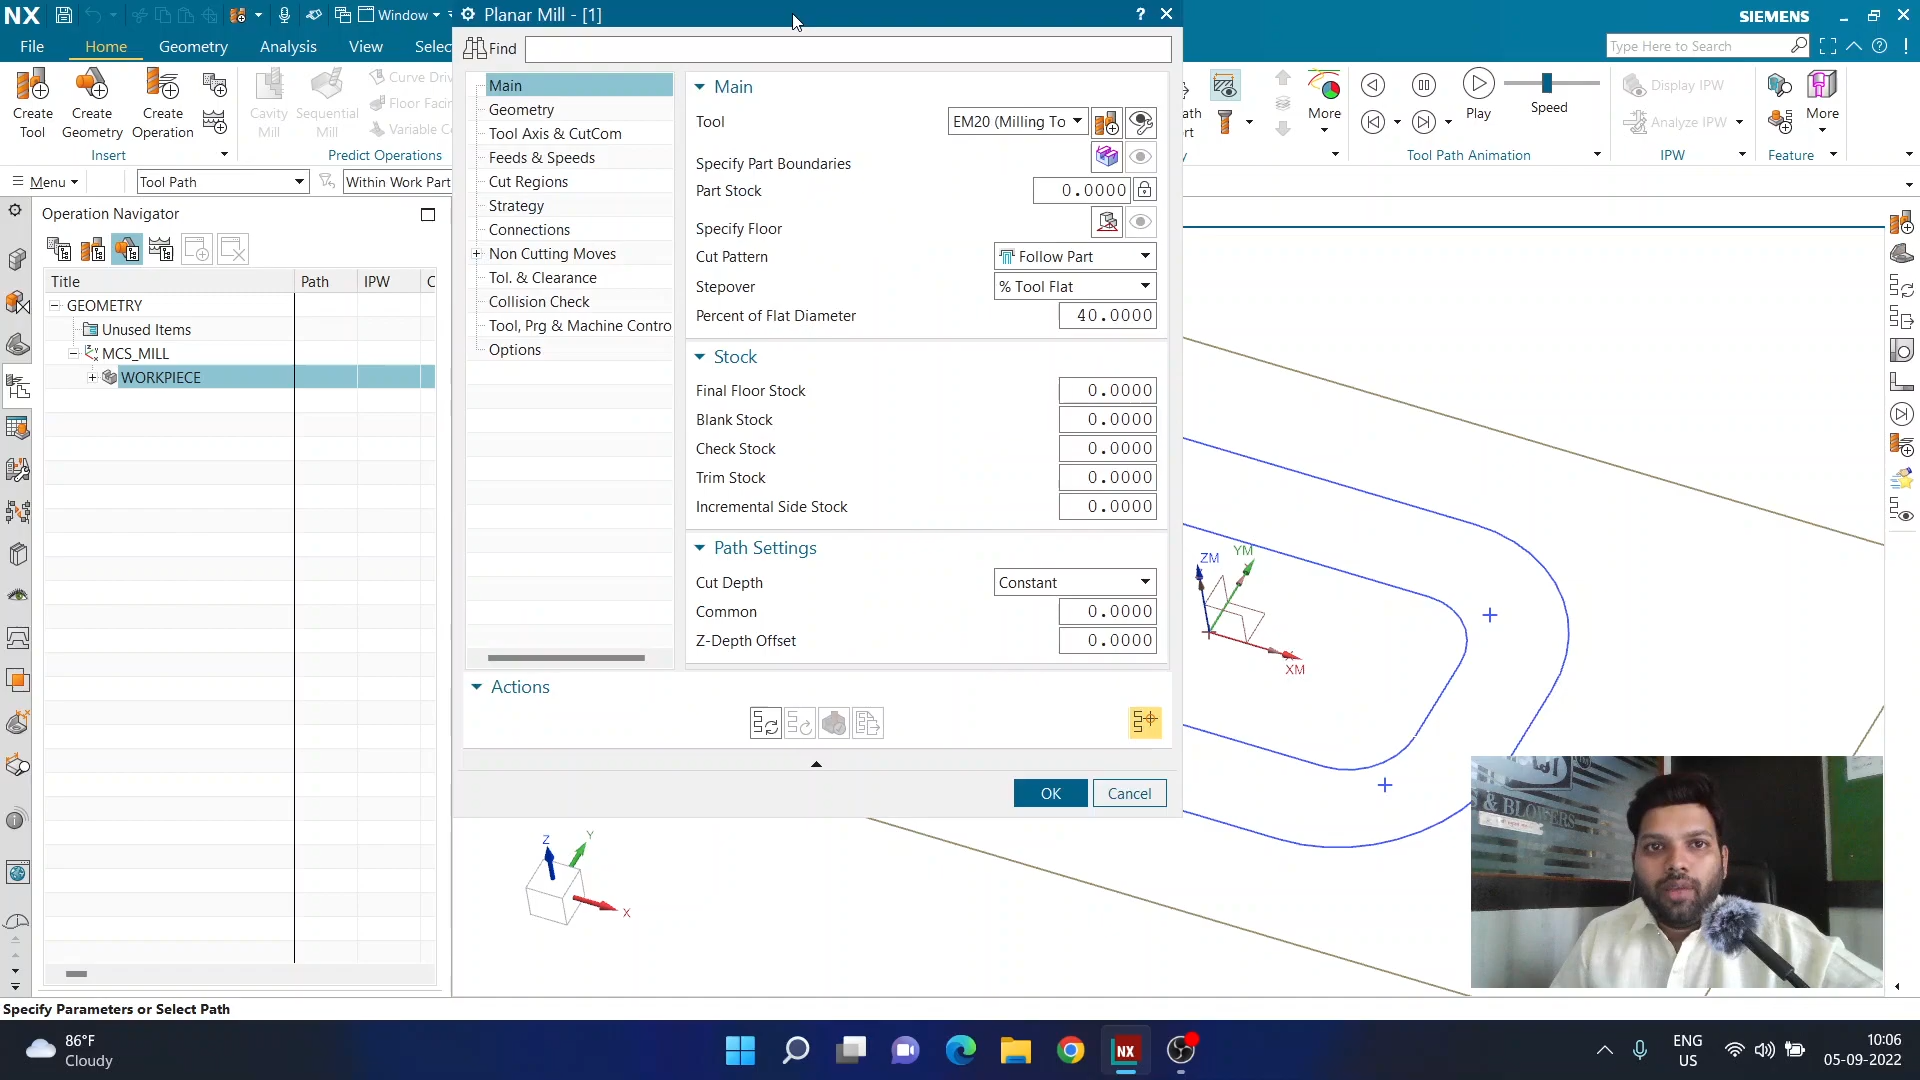 NX
Window
Planar Mill - [1]
?
SIEMENS
File
Home
Geometry
Analysis
View
Selec
Find
Type Here to Search
Create
Tool
Create
Geometry
Create
Operation
Cavity
Mill
Sequential
Mill
Curve Driv
Floor Facin
Variable C
Insert
Predict Operations
More
Play
Speed
Display IPW
Analyze IPW
More
Tool Path Animation
IPW
Feature
Menu
Tool Path
Within Work Part
Operation Navigator
Title
Path
IPW
C
GEOMETRY
Unused Items
MCS_MILL
WORKPIECE
Main
Geometry
Tool Axis & CutCom
Feeds & Speeds
Cut Regions
Strategy
Connections
Non Cutting Moves
Tol. & Clearance
Collision Check
Tool, Prg & Machine Contro
Options
Main
Tool
EM20 (Milling To
Specify Part Boundaries
Part Stock
0.0000
Specify Floor
Cut Pattern
Follow Part
Stepover
% Tool Flat
Percent of Flat Diameter
40.0000
Stock
Final Floor Stock
0.0000
Blank Stock
0.0000
Check Stock
0.0000
Trim Stock
0.0000
Incremental Side Stock
0.0000
Path Settings
Cut Depth
Constant
Common
0.0000
Z-Depth Offset
0.0000
Actions
OK
Cancel
ZM
YM
XM
Z
Y
X
& BLOWERS
Specify Parameters or Select Path
86°F
Cloudy
NX
ENG
US
10:06
05-09-2022